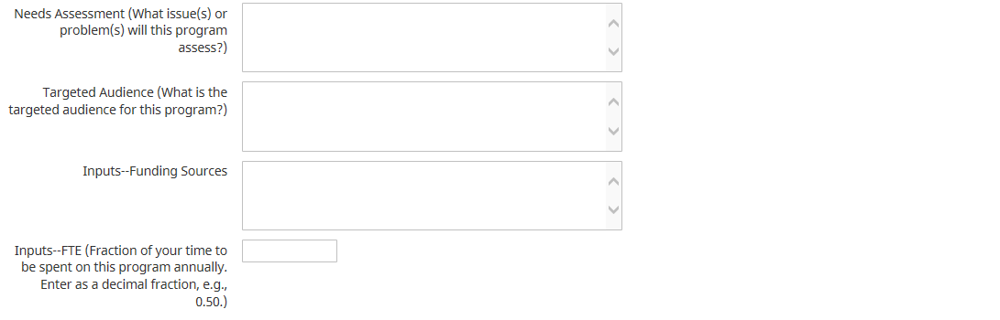 Needs Assessment (What issue(s) or
problem(s) will this program
assess?)
Targeted Audience (What is the
targeted audience for this program?)
Inputs--Funding Sources
Inputs--FTE (Fraction of your time to
be spent on this program annually.
Enter as a decimal fraction, e.g.,
0.50.)